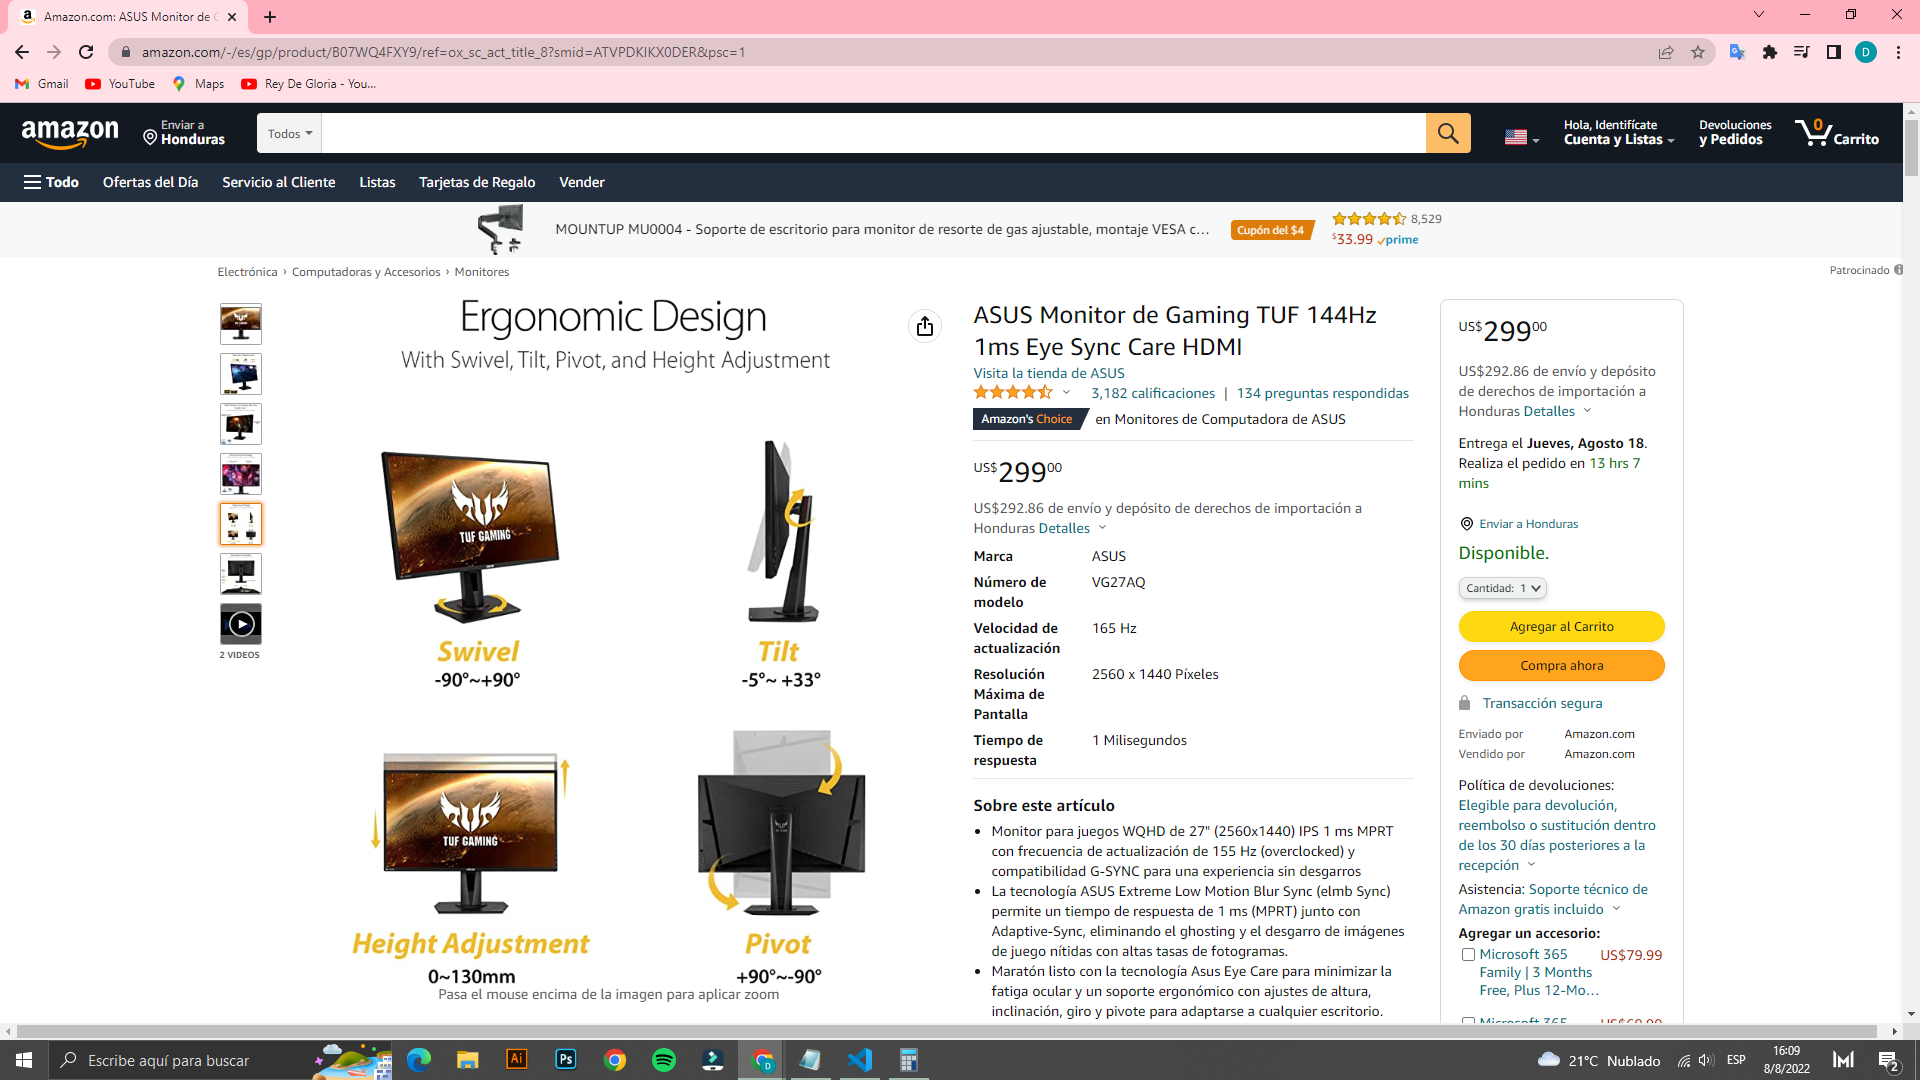 Amazon.com: ASUS Monitor de G
amazon.com/-/es/gp/product/B07WQ4FXY9/ref=ox_sc_act_title_8?smid=ATVPDKIKX0DER&psc=1
D
Gmail
YouTube
Maps
Rey De Gloria - You...
amazon
Enviar a
Honduras
Todos
Hola, Identifícate
Cuenta y Listas
Devoluciones
y Pedidos
0
Carrito
Todo
Ofertas del Día
Servicio al Cliente
Listas
Tarjetas de Regalo
Vender
MOUNTUP MU0004 - Soporte de escritorio para monitor de resorte de gas ajustable, montaje VESA c...
Cupón del $4
8,529
$33.99 prime
Electrónica › Computadoras y Accesorios › Monitores
Patrocinado
2 VIDEOS
Ergonomic Design
With Swivel, Tilt, Pivot, and Height Adjustment
TUF GAMING
Swivel
-90°~+90°
Tilt
-5°~ +33°
TUF GAMING
Height Adjustment
0~130mm
Pivot
+90°~-90°
Pasa el mouse encima de la imagen para aplicar zoom
ASUS Monitor de Gaming TUF 144Hz
1ms Eye Sync Care HDMI
Visita la tienda de ASUS
3,182 calificaciones | 134 preguntas respondidas
Amazon's Choice en Monitores de Computadora de ASUS
US$29900
US$292.86 de envío y depósito de derechos de importación a
Honduras Detalles
Marca ASUS
Número de
modelo VG27AQ
Velocidad de
actualización 165 Hz
Resolución
Máxima de
Pantalla 2560 x 1440 Píxeles
Tiempo de
respuesta 1 Milisegundos
Sobre este artículo
• Monitor para juegos WQHD de 27" (2560x1440) IPS 1 ms MPRT
con frecuencia de actualización de 155 Hz (overclocked) y
compatibilidad G-SYNC para una experiencia sin desgarros
• La tecnología ASUS Extreme Low Motion Blur Sync (elmb Sync)
permite un tiempo de respuesta de 1 ms (MPRT) junto con
Adaptive-Sync, eliminando el ghosting y el desgarro de imágenes
de juego nítidas con altas tasas de fotogramas.
• Maratón listo con la tecnología Asus Eye Care para minimizar la
fatiga ocular y un soporte ergonómico con ajustes de altura,
inclinación, giro y pivote para adaptarse a cualquier escritorio.
US$29900
US$292.86 de envío y depósito
de derechos de importación a
Honduras Detalles
Entrega el Jueves, Agosto 18.
Realiza el pedido en 13 hrs 7
mins
Enviar a Honduras
Disponible.
Cantidad: 1
Agregar al Carrito
Compra ahora
Transacción segura
Enviado por Amazon.com
Vendido por Amazon.com
Política de devoluciones:
Elegible para devolución,
reembolso o sustitución dentro
de los 30 días posteriores a la
recepción
Asistencia: Soporte técnico de
Amazon gratis incluido
Agregar un accesorio:
Microsoft 365 US$79.99
Family | 3 Months
Free, Plus 12-Mo...
Microsoft 365
Escribe aquí para buscar
Ai
Ps
D
21°C Nublado
ESP
16:09
8/8/2022
2